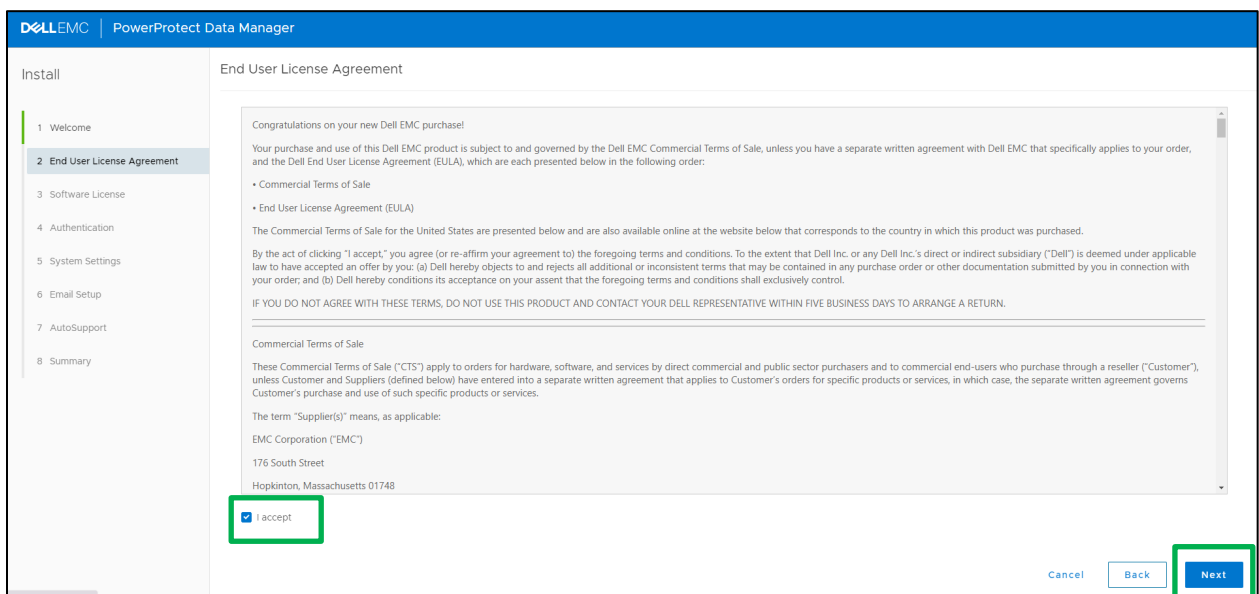 DELLEMC | PowerProtect Data Manager
Install
1 Welcome
2 End User License Agreement
3 Software License
4 Authentication
5 System Settings
6 Email Setup
7 AutoSupport
8 Summary
End User License Agreement
Congratulations on your new Dell EMC purchase!
Your purchase and use of this Dell EMC product is subject to and governed by the Dell EMC Commercial Terms of Sale, unless you have a separate written agreement with Dell EMC that specifically applies to your order,
and the Dell End User License Agreement (EULA), which are each presented below in the following order:
• Commercial Terms of Sale
• End User License Agreement (EULA)
The Commercial Terms of Sale for the United States are presented below and are also available online at the website below that corresponds to the country in which this product was purchased.
By the act of clicking "I accept," you agree (or re-affirm your agreement to) the foregoing terms and conditions. To the extent that Dell Inc. or any Dell Inc.'s direct or indirect subsidiary ("Dell") is deemed under applicable
law to have accepted an offer by you: (a) Dell hereby objects to and rejects all additional or inconsistent terms that may be contained in any purchase order or other documentation submitted by you in connection with
your order; and (b) Dell hereby conditions its acceptance on your assent that the foregoing terms and conditions shall exclusively control.
IF YOU DO NOT AGREE WITH THESE TERMS, DO NOT USE THIS PRODUCT AND CONTACT YOUR DELL REPRESENTATIVE WITHIN FIVE BUSINESS DAYS TO ARRANGE A RETURN.
Commercial Terms of Sale
These Commercial Terms of Sale ("CTS") apply to orders for hardware, software, and services by direct commercial and public sector purchasers and to commercial end-users who purchase through a reseller ("Customer"),
unless Customer and Suppliers (defined below) have entered into a separate written agreement that applies to Customer's orders for specific products or services, in which case, the separate written agreement governs
Customer's purchase and use of such specific products or services.
The term "Supplier(s)" means, as applicable:
EMC Corporation ("EMC")
176 South Street
Hopkinton, Massachusetts 01748
I accept
Cancel
Back
Next